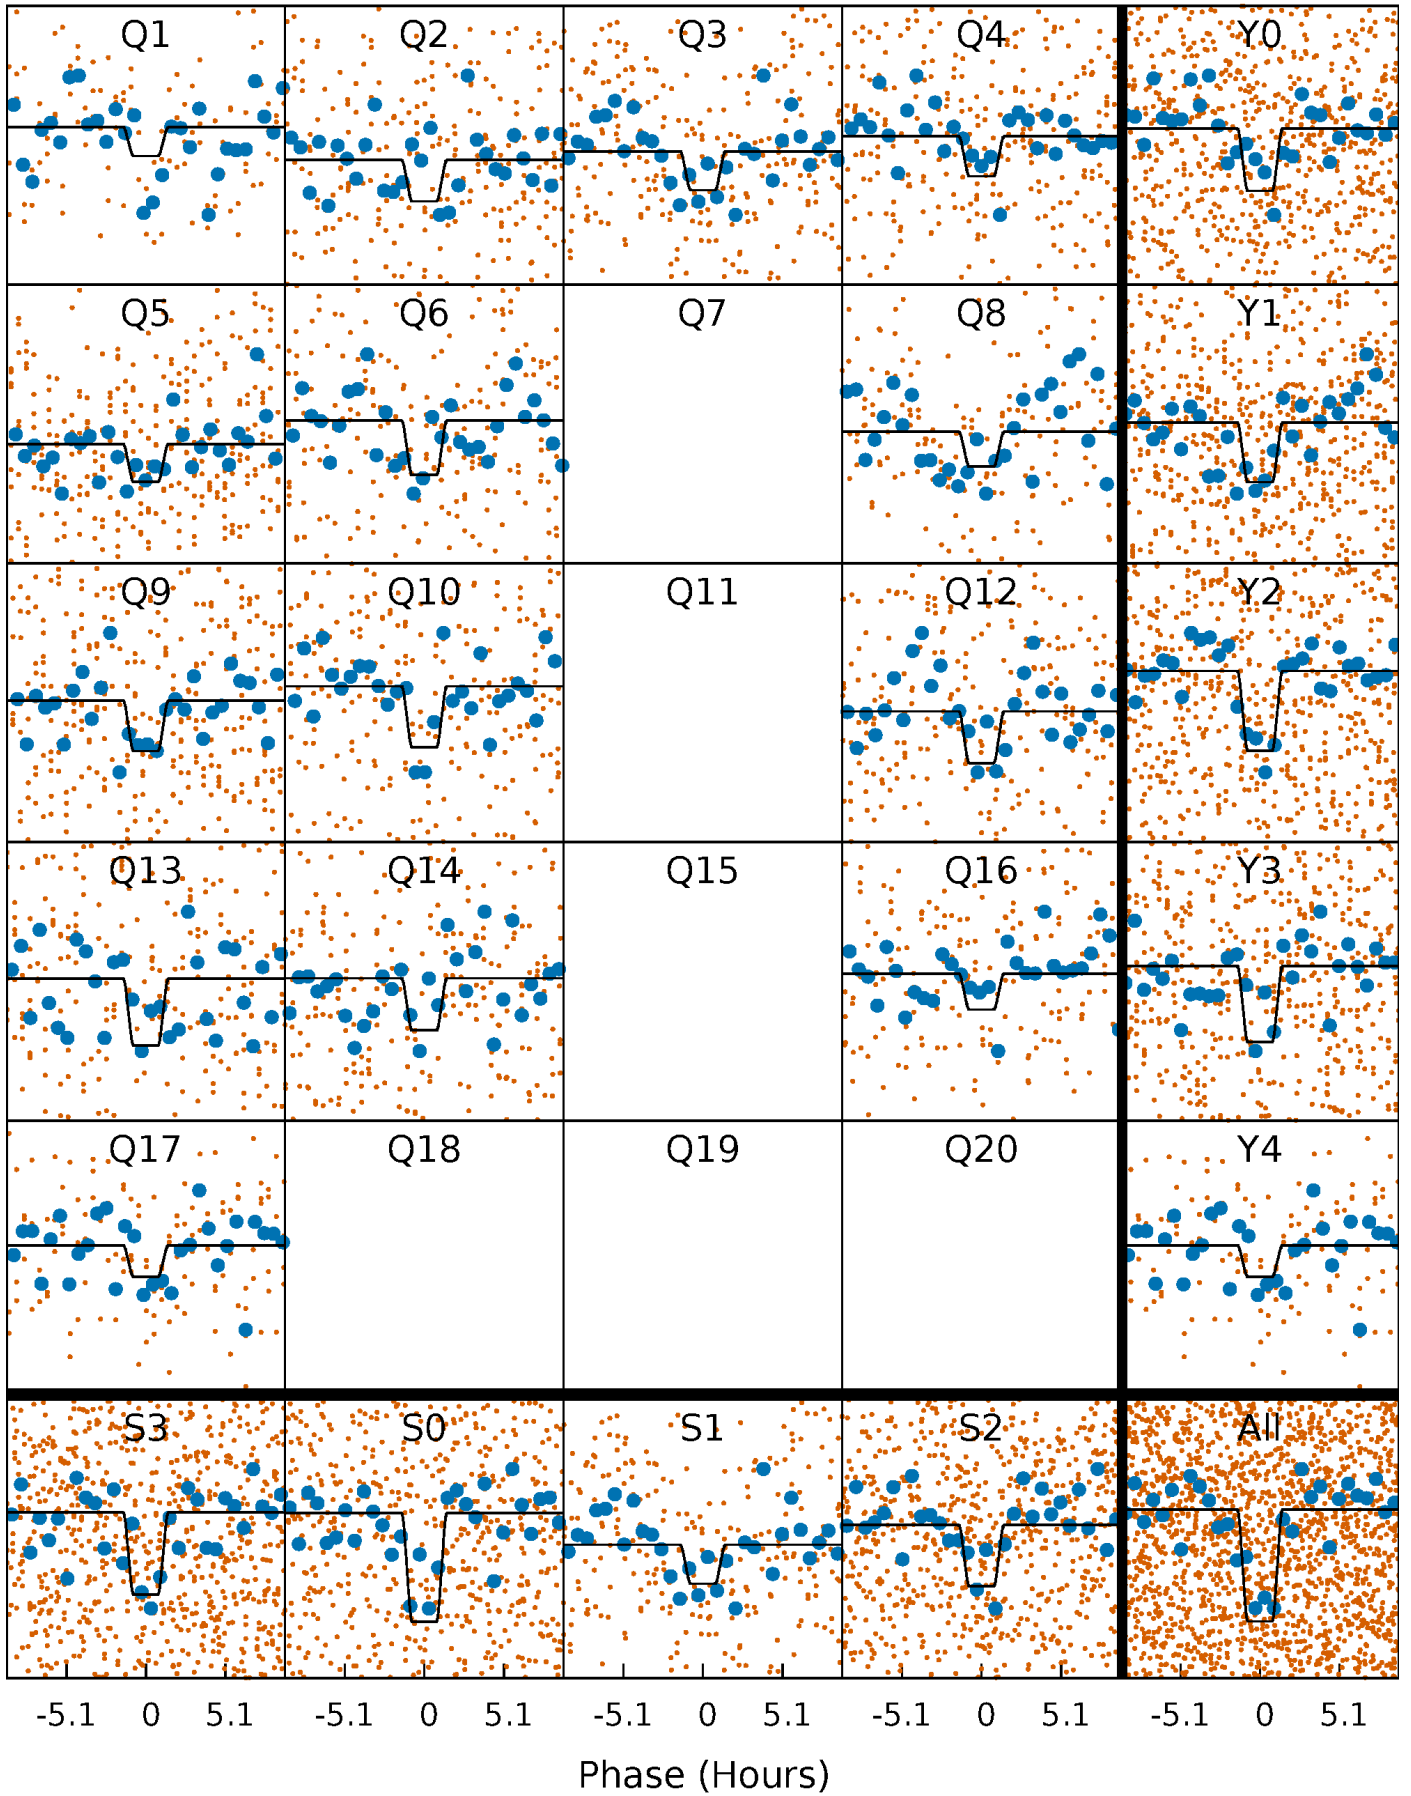 Q1 Q2 Q3 Q4 Y0
Q5 Q6 Q7 Q8 Y1
Q9 Q10 Q11 Q12 Y2
Q13 Q14 Q15 Q16 Y3
Q17 Q18 Q19 Q20 Y4
S3 S0 S1 S2 All
-5.1 0 5.1 -5.1 0 5.1 -5.1 0 5.1 -5.1 0 5.1 -5.1 0 5.1
Phase (Hours)